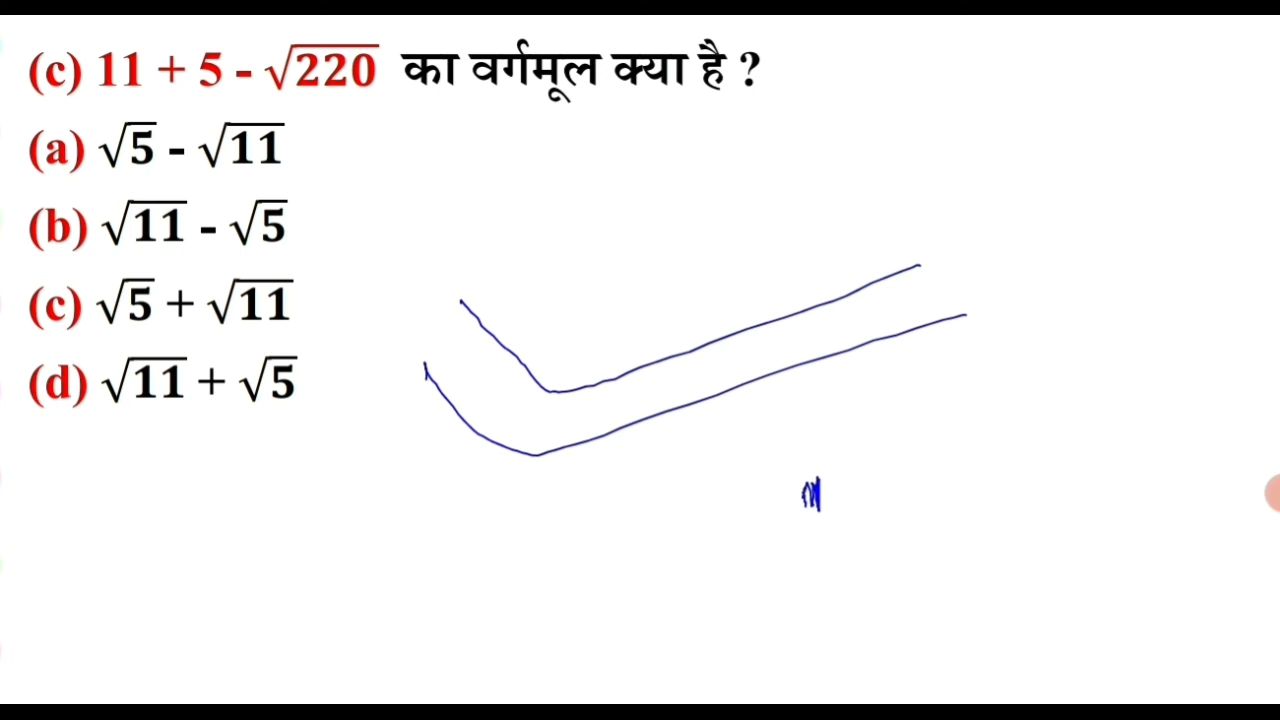 (c) 11 + 5 - √220 का वर्गमूल क्या है ?
(a) √5 - √11
(b) √11 - √5
(c) √5 + √11
(d) √11 + √5